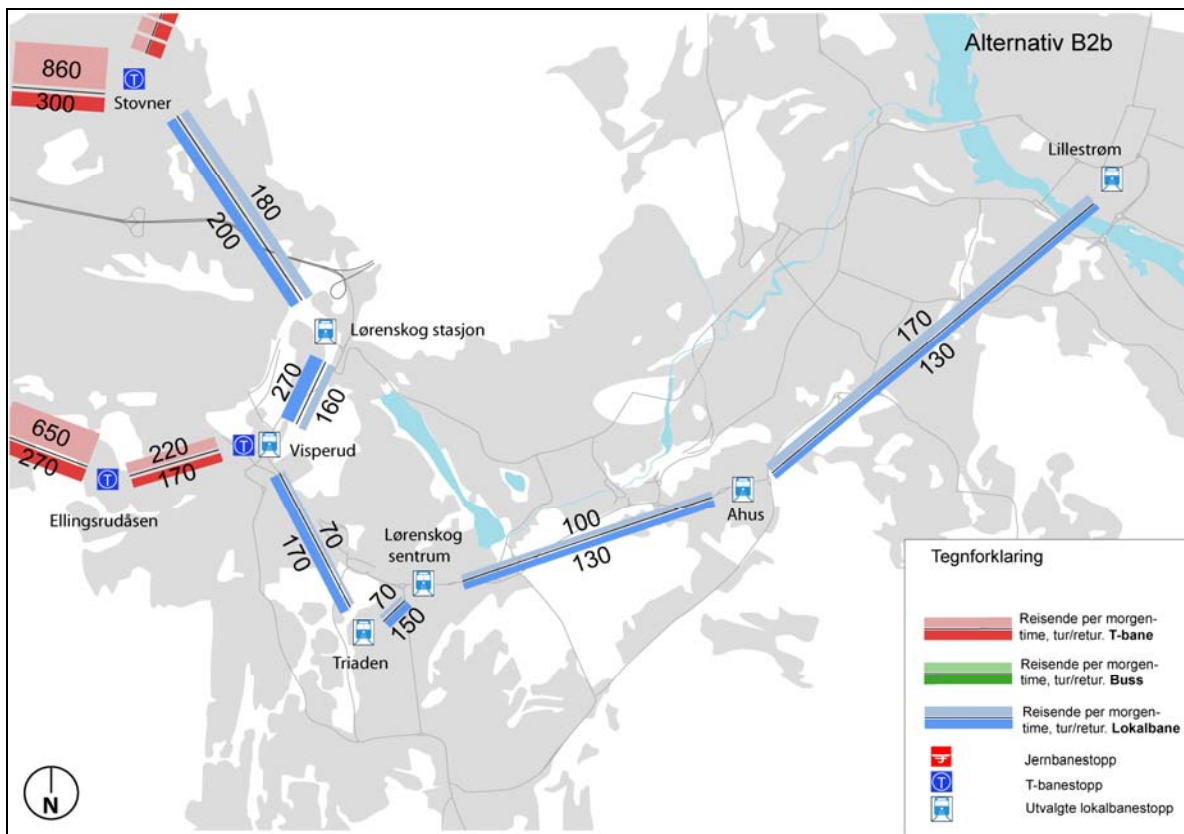 Alternativ B2b
860
300
Stovner
Lillestrøm
180
200
Lørenskog stasjon
170
130
270
160
650
270
220
170
Visperud
Ellingsrudåsen
70
170
Lørenskog
sentrum
100
130
Ahus
70
150
Triaden
Tegnforklaring
Reisende per morgen-
time, tur/retur. T-bane
Reisende per morgen-
time, tur/retur. Buss
Reisende per morgen-
time, tur/retur. Lokalbane
Jernbanestopp
T
T-banestopp
Utvalgte lokalbanestopp
N